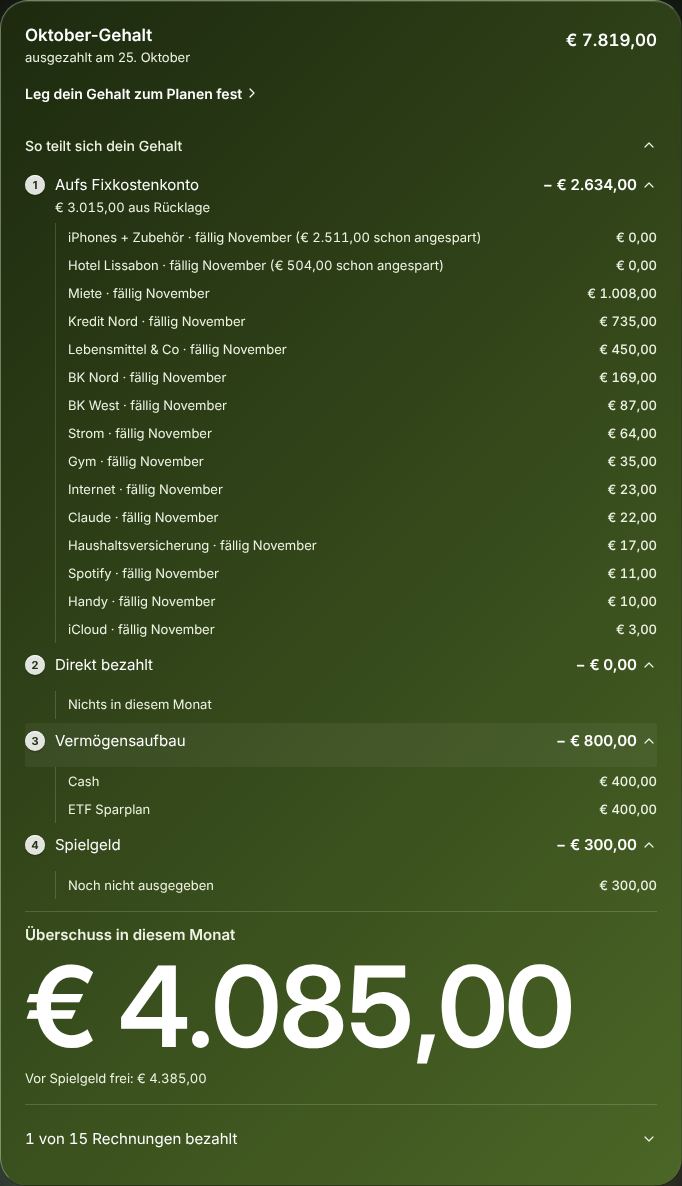 Oktober-Gehalt
€ 7.819,00
ausgezahlt am 25. Oktober
Leg dein Gehalt zum Planen fest
So teilt sich dein Gehalt
1 Aufs Fixkostenkonto – € 2.634,00
€ 3.015,00 aus Rücklage
iPhones + Zubehör · fällig November (€ 2.511,00 schon angespart) € 0,00
Hotel Lissabon · fällig November (€ 504,00 schon angespart) € 0,00
Miete · fällig November € 1.008,00
Kredit Nord · fällig November € 735,00
Lebensmittel & Co · fällig November € 450,00
BK Nord · fällig November € 169,00
BK West · fällig November € 87,00
Strom · fällig November € 64,00
Gym · fällig November € 35,00
Internet · fällig November € 23,00
Claude · fällig November € 22,00
Haushaltsversicherung · fällig November € 17,00
Spotify · fällig November € 11,00
Handy · fällig November € 10,00
iCloud · fällig November € 3,00
2 Direkt bezahlt – € 0,00
Nichts in diesem Monat
3 Vermögensaufbau – € 800,00
Cash € 400,00
ETF Sparplan € 400,00
4 Spielgeld – € 300,00
Noch nicht ausgegeben € 300,00
Überschuss in diesem Monat
€ 4.085,00
Vor Spielgeld frei: € 4.385,00
1 von 15 Rechnungen bezahlt